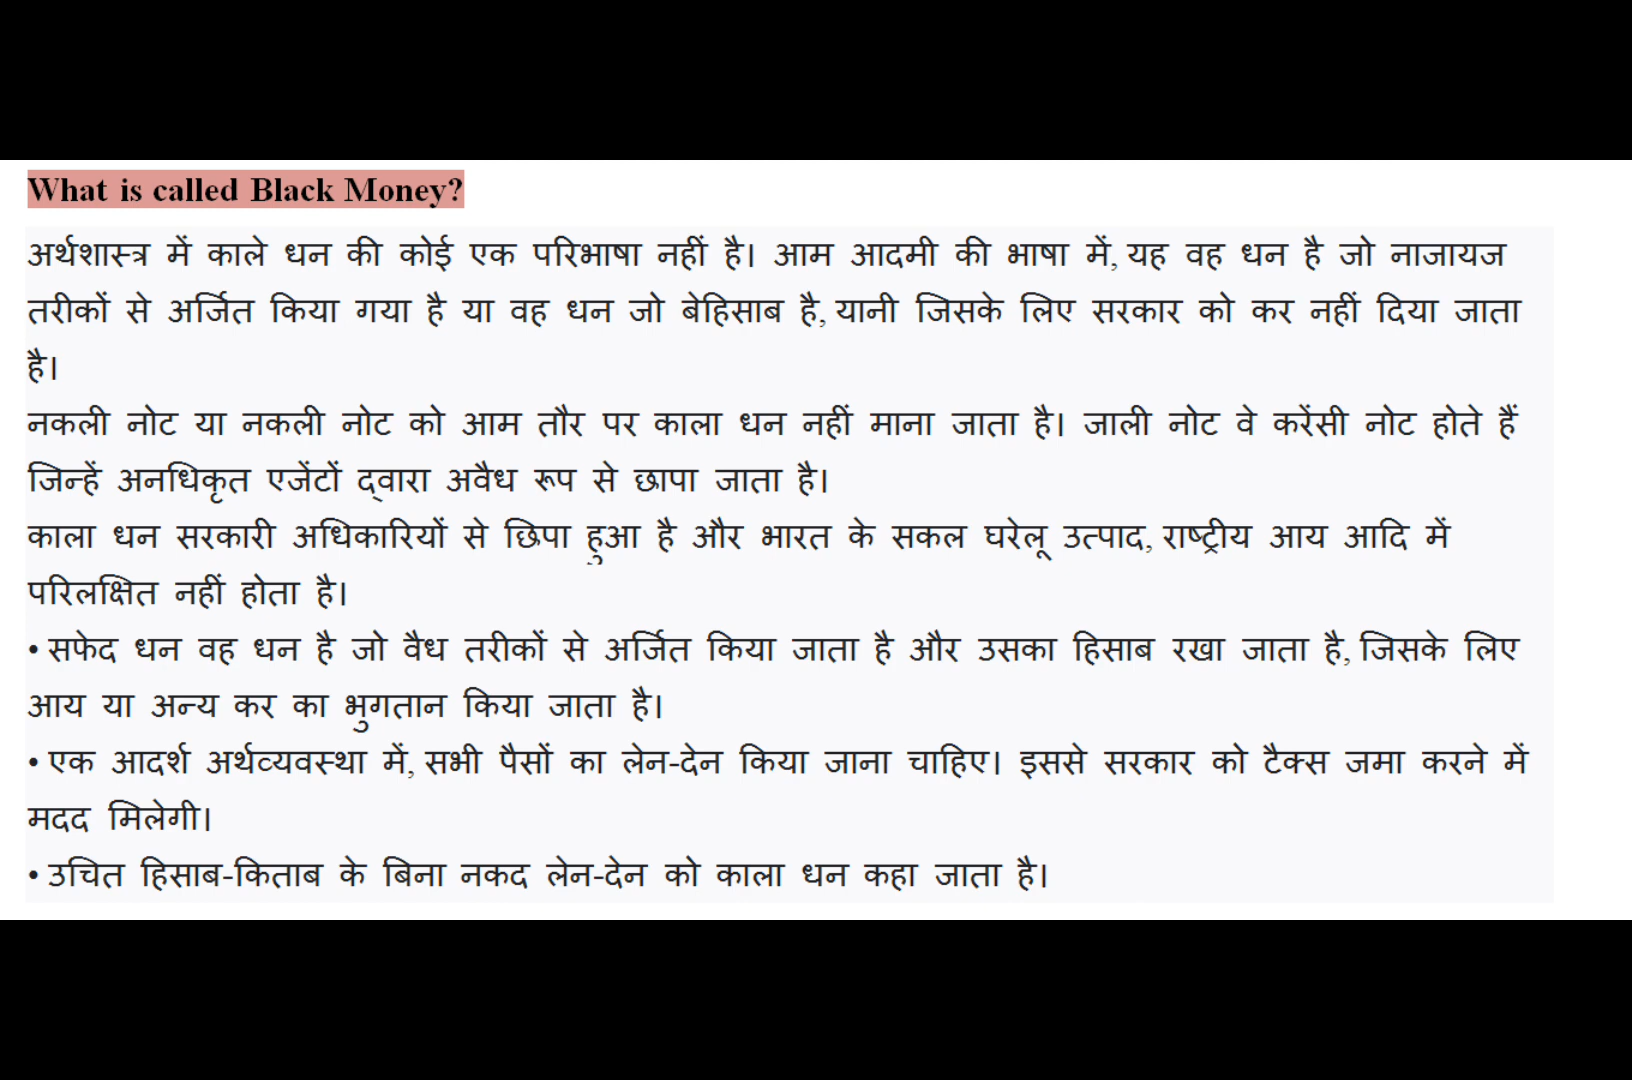 What is called Black Money?
अर्थशास्त्र में काले धन की कोई एक परिभाषा नहीं है। आम आदमी की भाषा में, यह वह धन है जो नाजायज
तरीकों से अर्जित किया गया है या वह धन जो बेहिसाब है, यानी जिसके लिए सरकार को कर नहीं दिया जाता
है।
नकली नोट या नकली नोट को आम तौर पर काला धन नहीं माना जाता है। जाली नोट वे करेंसी नोट होते हैं
जिन्हें अनधिकृत एजेंटों द्वारा अवैध रूप से छापा जाता है।
काला धन सरकारी अधिकारियों से छिपा हुआ है और भारत के सकल घरेलू उत्पाद, राष्ट्रीय आय आदि में
परिलक्षित नहीं होता है।
• सफेद धन वह धन है जो वैध तरीकों से अर्जित किया जाता है और उसका हिसाब रखा जाता है, जिसके लिए
आय या अन्य कर का भुगतान किया जाता है।
• एक आदर्श अर्थव्यवस्था में, सभी पैसों का लेन-देन किया जाना चाहिए। इससे सरकार को टैक्स जमा करने में
मदद मिलेगी।
• उचित हिसाब-किताब के बिना नकद लेन-देन को काला धन कहा जाता है।